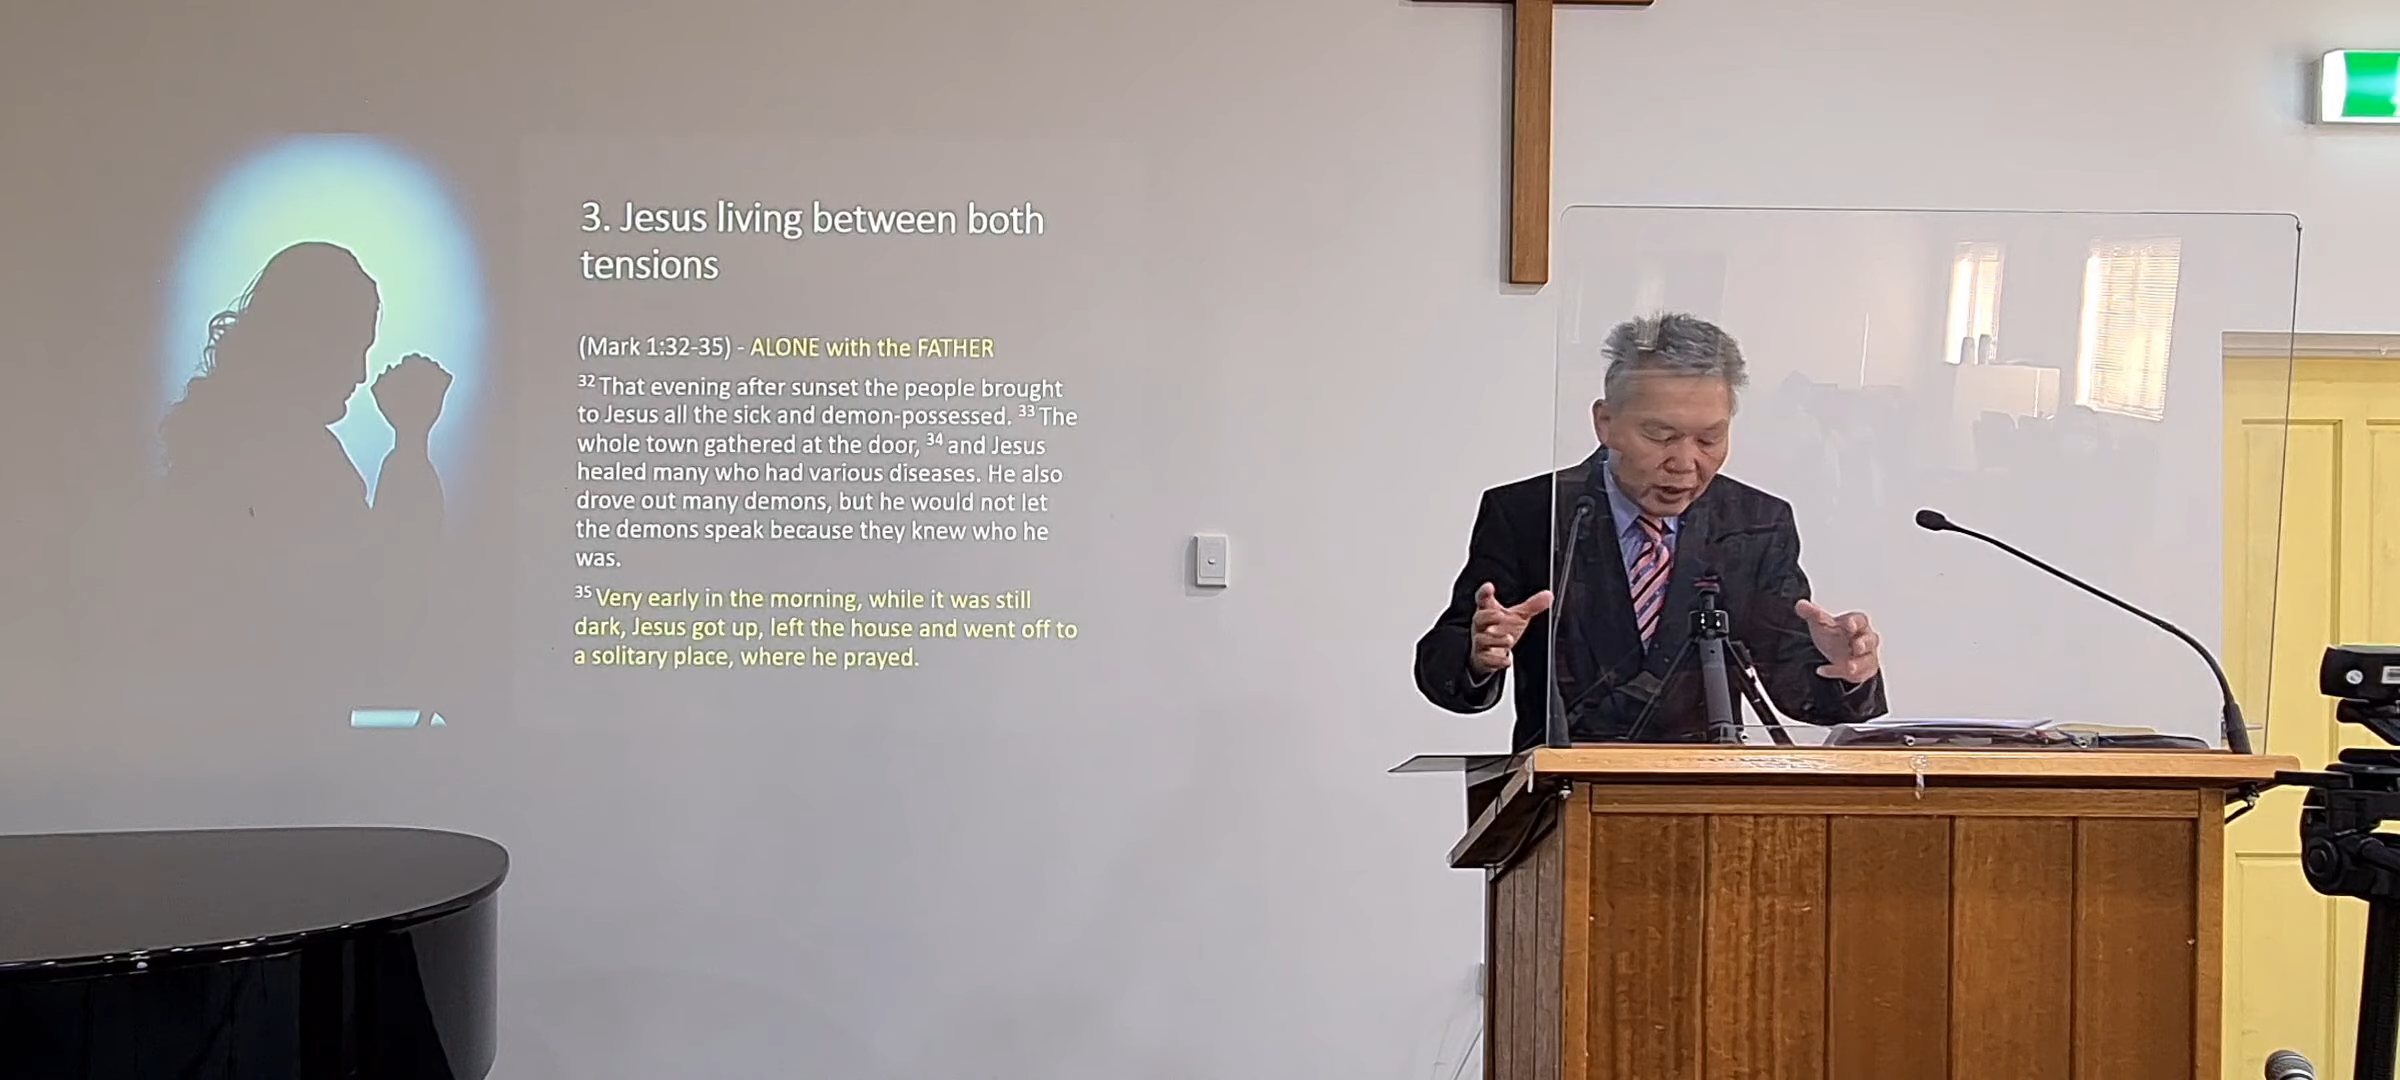 3. Jesus living between both
tensions
(Mark 1:32-35) - ALONE with the FATHER
32 That evening after sunset the people brought
to Jesus all the sick and demon-possessed. 33 The
whole town gathered at the door, 34 and Jesus
healed many who had various diseases. He also
drove out many demons, but he would not let
the demons speak because they knew who he
was.
35 Very early in the morning, while it was still
dark, Jesus got up, left the house and went off to
a solitary place, where he prayed.